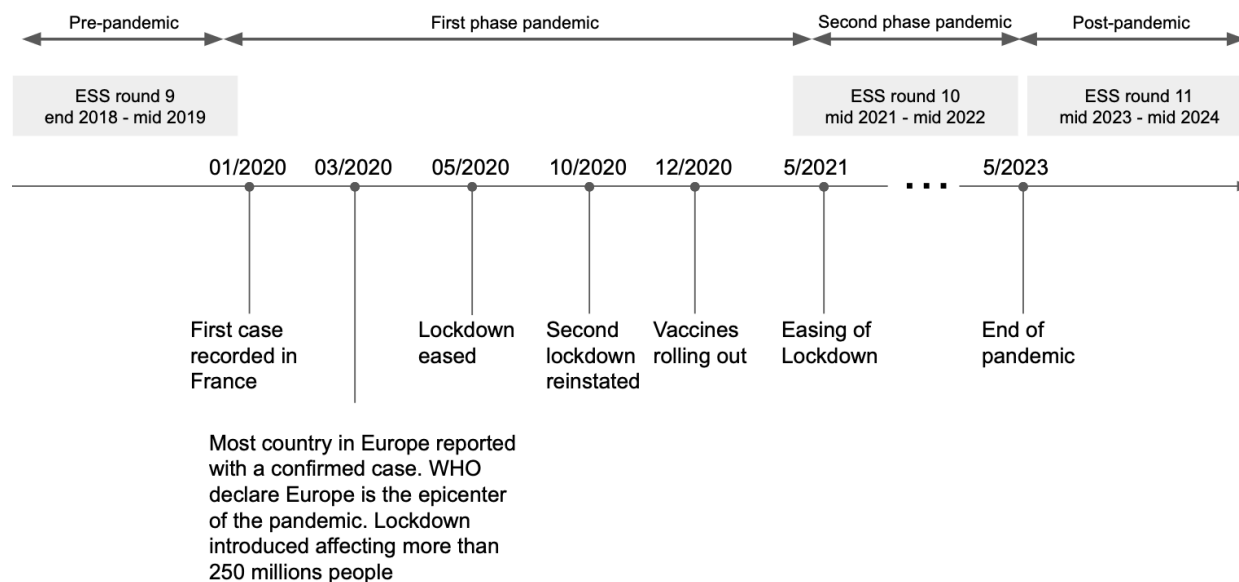 Pre-pandemic
First phase pandemic
Second phase pandemic
Post-pandemic
ESS round 9
end 2018 - mid 2019
ESS round 10
mid 2021 - mid 2022
ESS round 11
mid 2023 - mid 2024
01/2020
03/2020
05/2020
10/2020
12/2020
5/2021
...
5/2023
First case
recorded in
France
Lockdown
eased
Second
lockdown
reinstated
Vaccines
rolling out
Easing of
Lockdown
End of
pandemic
Most country in Europe reported
with a confirmed case. WHO
declare Europe is the epicenter
of the pandemic. Lockdown
introduced affecting more than
250 millions people